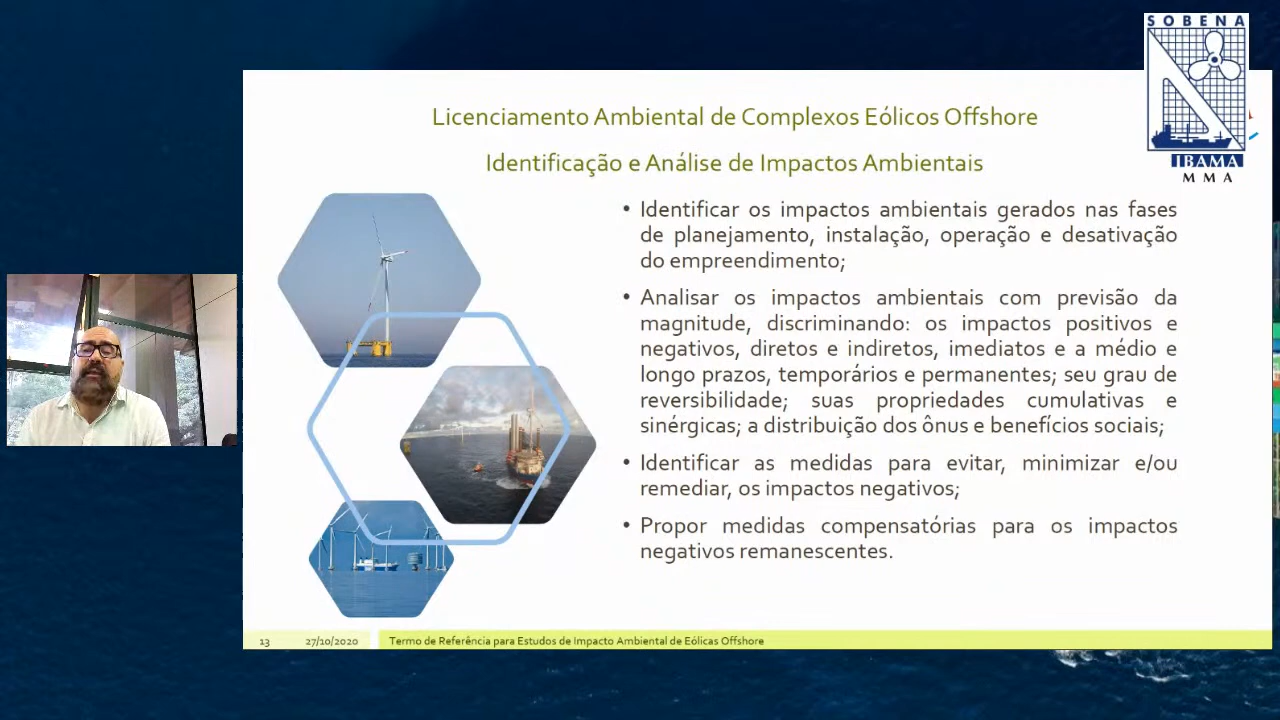 SOBENA
IBAMA
MMA
Licenciamento Ambiental de Complexos Eólicos Offshore
Identificação e Análise de Impactos Ambientais
• Identificar os impactos ambientais gerados nas fases
de planejamento, instalação, operação e desativação
do empreendimento;
• Analisar os impactos ambientais com previsão da
magnitude, discriminando: os impactos positivos e
negativos, diretos e indiretos, imediatos e a médio e
longo prazos, temporários e permanentes; seu grau de
reversibilidade; suas propriedades cumulativas e
sinérgicas; a distribuição dos ônus e benefícios sociais;
• Identificar as medidas para evitar, minimizar e/ou
remediar, os impactos negativos;
• Propor medidas compensatórias para os impactos
negativos remanescentes.
13 27/10/2020 Termo de Referência para Estudos de Impacto Ambiental de Eólicas Offshore